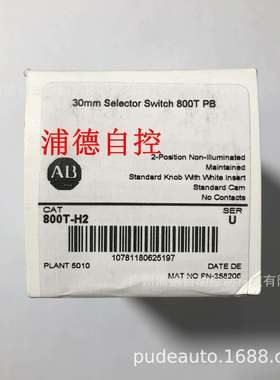 30mm Selector Switch 800T PB
浦德自控
2-Position Non-Illuminated
Maintained
Standard Knob With White Insert
Standard Cam
No Contacts
AB
CAT
SER
800T-H2
U
10781180625197
PLANT 5010
DATE DE
MAT NO PN-256205
pudeauto.1688.com